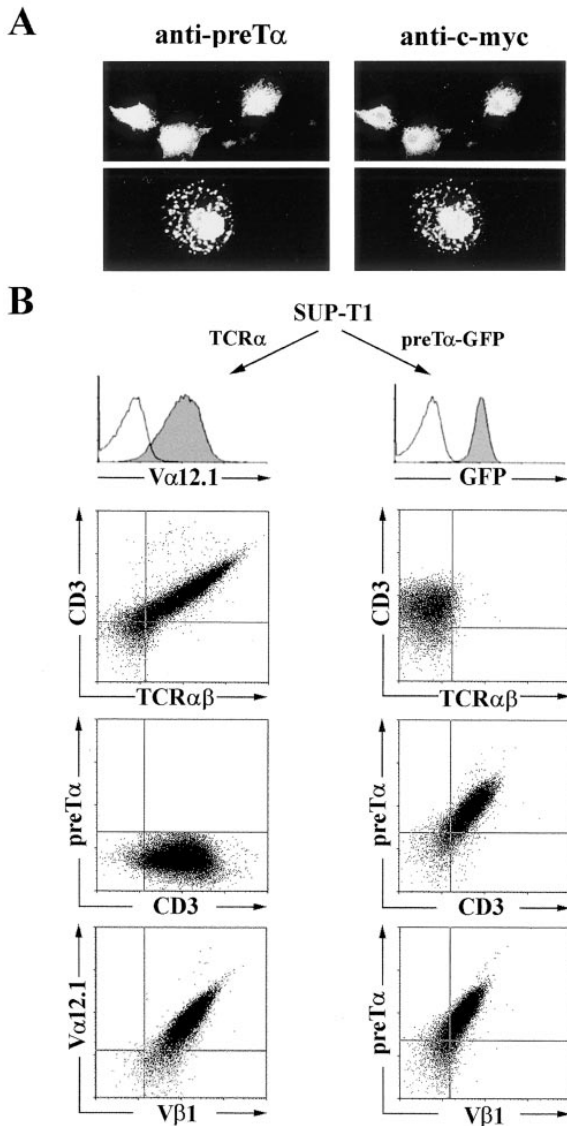 A
anti-preTα anti-c-myc
B
SUP-T1
TCRα preTα-GFP
Vα12.1 GFP
CD3 CD3
TCRαβ TCRαβ
preTα preTα
CD3 CD3
Vα12.1 preTα
Vβ1 Vβ1